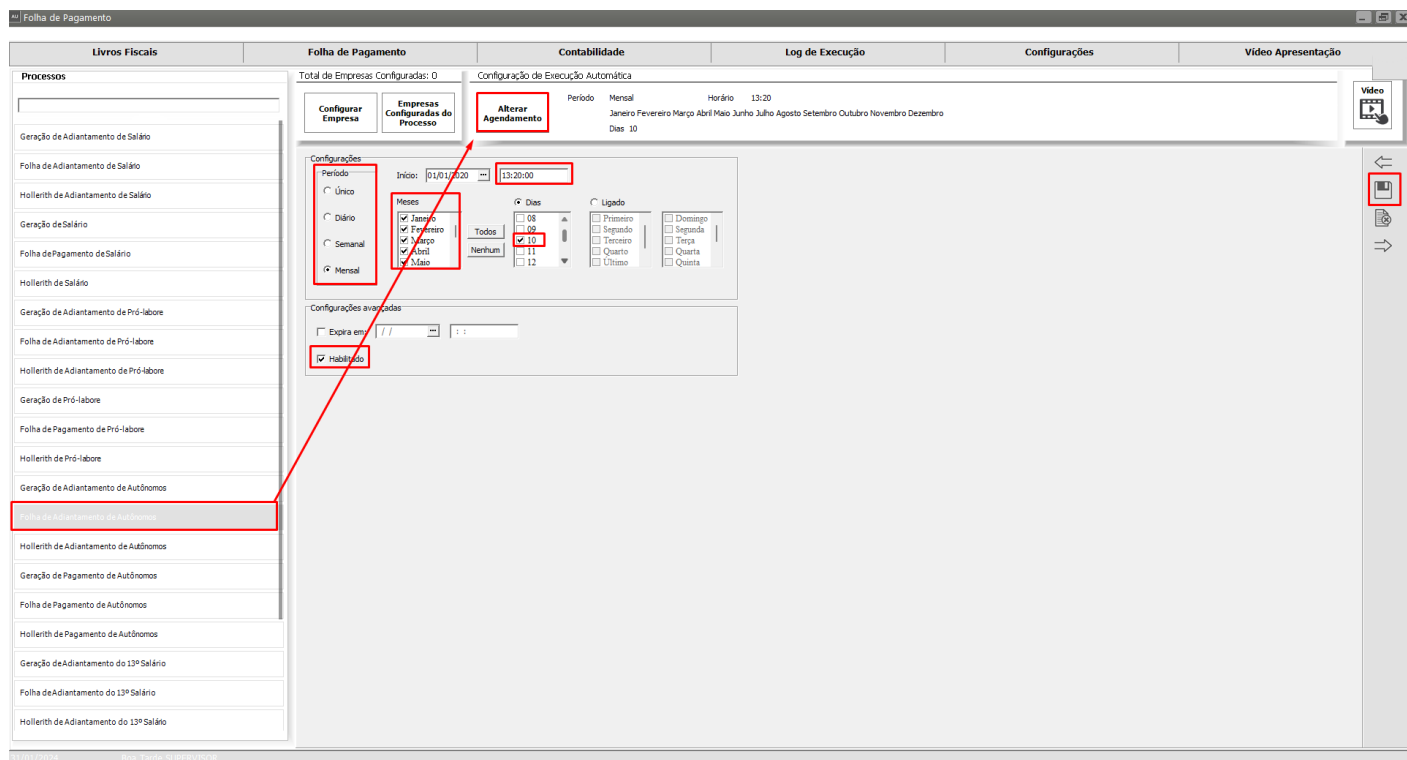 AU Folha de Pagamento
Livros Fiscais
Folha de Pagamento
Contabilidade
Log de Execução
Configurações
Vídeo Apresentação
Processos
Geração de Adiantamento de Salário
Folha de Adiantamento de Salário
Hollerith de Adiantamento de Salário
Geração de Salário
Folha de Pagamento de Salário
Hollerith de Salário
Geração de Adiantamento de Pró-labore
Folha de Adiantamento de Pró-labore
Hollerith de Adiantamento de Pró-labore
Geração de Pró-labore
Folha de Pagamento de Pró-labore
Hollerith de Pró-labore
Geração de Adiantamento de Autônomos
Folha de Adiantamento de Autônomos
Hollerith de Adiantamento de Autônomos
Geração de Pagamento de Autônomos
Folha de Pagamento de Autônomos
Hollerith de Pagamento de Autônomos
Geração de Adiantamento do 13º Salário
Folha de Adiantamento do 13º Salário
Hollerith de Adiantamento do 13º Salário
Total de Empresas Configuradas: 0
Configurar
Empresa
Empresas
Configuradas do
Processo
Configuração de Execução Automática
Alterar
Agendamento
Período Mensal Horário 13:20
Janeiro Fevereiro Março Abril Maio Junho Julho Agosto Setembro Outubro Novembro Dezembro
Dias 10
Vídeo
Configurações
Período
Único
Diário
Semanal
Mensal
Início: 01/01/2020 ... 13:20:00
Meses
Janeiro
Fevereiro
Março
Abril
Maio
Todos
Nenhum
Dias
08
09
10
11
12
Ligado
Primeiro
Segundo
Terceiro
Quarto
Último
Domingo
Segunda
Terça
Quarta
Quinta
Configurações avançadas
Expira em: / / ... : :
Habilitado
31/01/2024 Boa Tarde SUPERVISOR